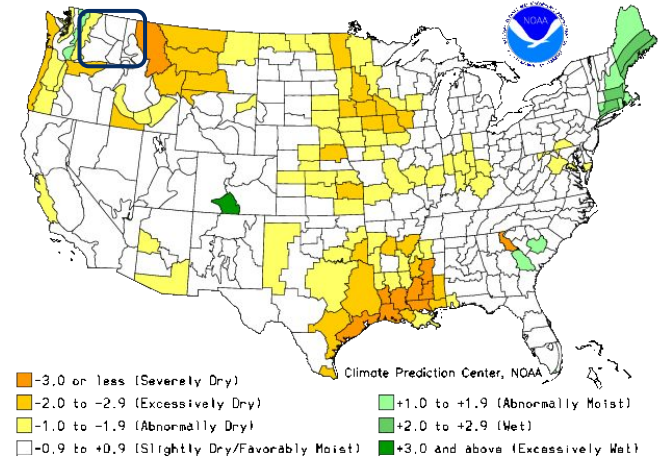 NOAA
Climate Prediction Center, NOAA
-3.0 or less (Severely Dry)
-2.0 to -2.9 (Excessively Dry)
-1.0 to -1.9 (Abnormally Dry)
-0.9 to +0.9 (Slightly Dry/Favorably Moist)
+1.0 to +1.9 (Abnormally Moist)
+2.0 to +2.9 (Wet)
+3.0 and above (Excessively Wet)